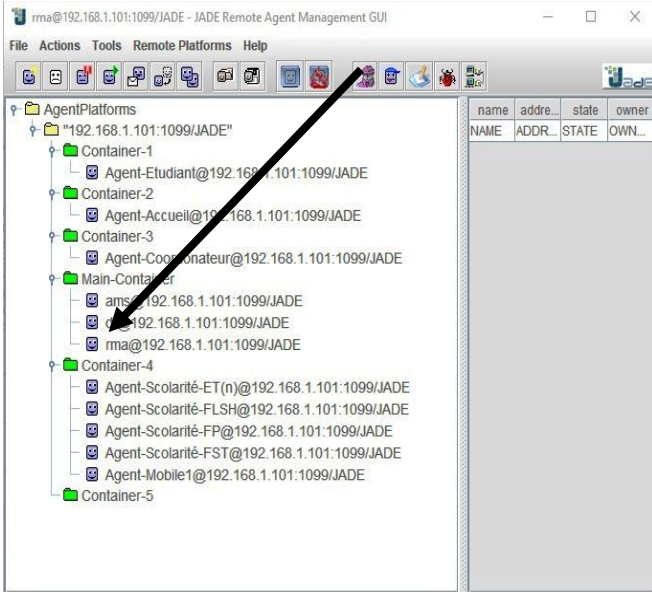 rma@192.168.1.101:1099/JADE - JADE Remote Agent Management GUI
File Actions Tools Remote Platforms Help
Jade
AgentPlatforms
"192.168.1.101:1099/JADE"
Container-1
Agent-Etudiant@192.168.1.101:1099/JADE
Container-2
Agent-Accueil@192.168.1.101:1099/JADE
Container-3
Agent-Coordonateur@192.168.1.101:1099/JADE
Main-Container
ams@192.168.1.101:1099/JADE
df@192.168.1.101:1099/JADE
rma@192.168.1.101:1099/JADE
Container-4
Agent-Scolarité-ET(n)@192.168.1.101:1099/JADE
Agent-Scolarité-FLSH@192.168.1.101:1099/JADE
Agent-Scolarité-FP@192.168.1.101:1099/JADE
Agent-Scolarité-FST@192.168.1.101:1099/JADE
Agent-Mobile1@192.168.1.101:1099/JADE
Container-5
name addre... state owner
NAME ADDR... STATE OWN...